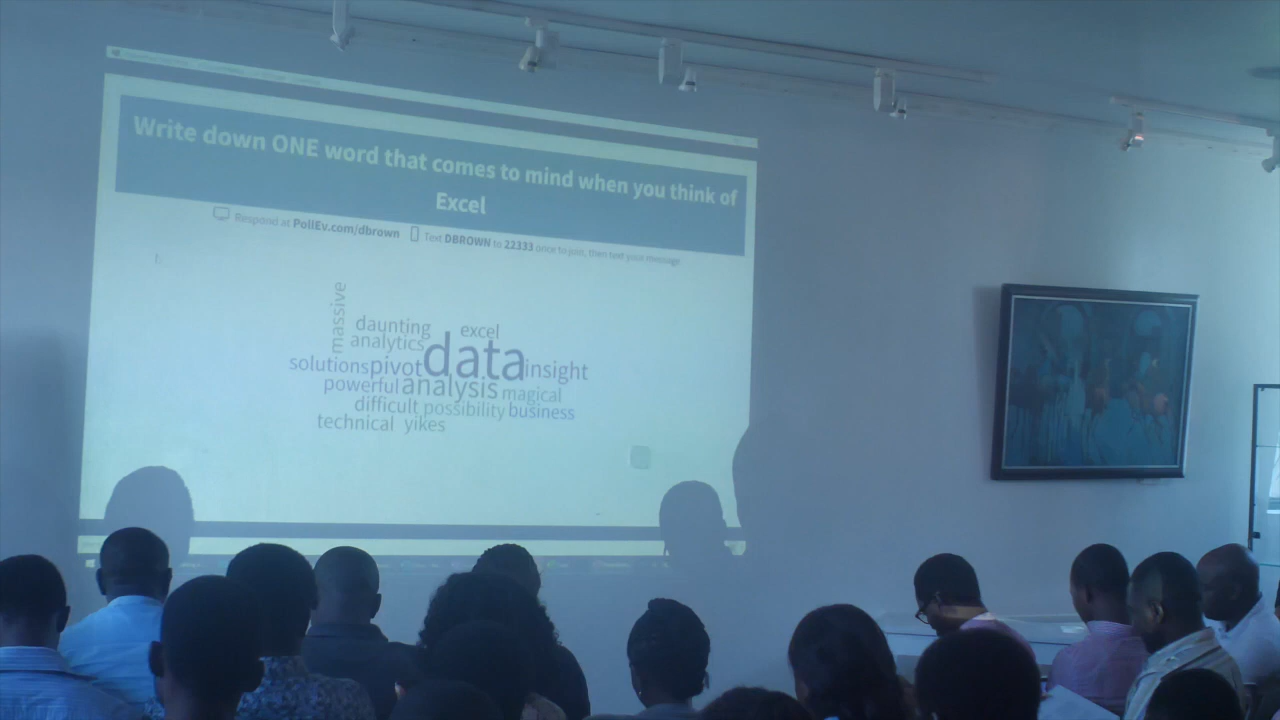 Write down ONE word that comes to mind when you think of
Excel
Respond at PollEv.com/dbrown Text DBROWN to 22333 once to join, then text your message
massive
daunting excel
analytics
data
solutions pivot insight
powerful analysis magical
difficult possibility business
technical yikes